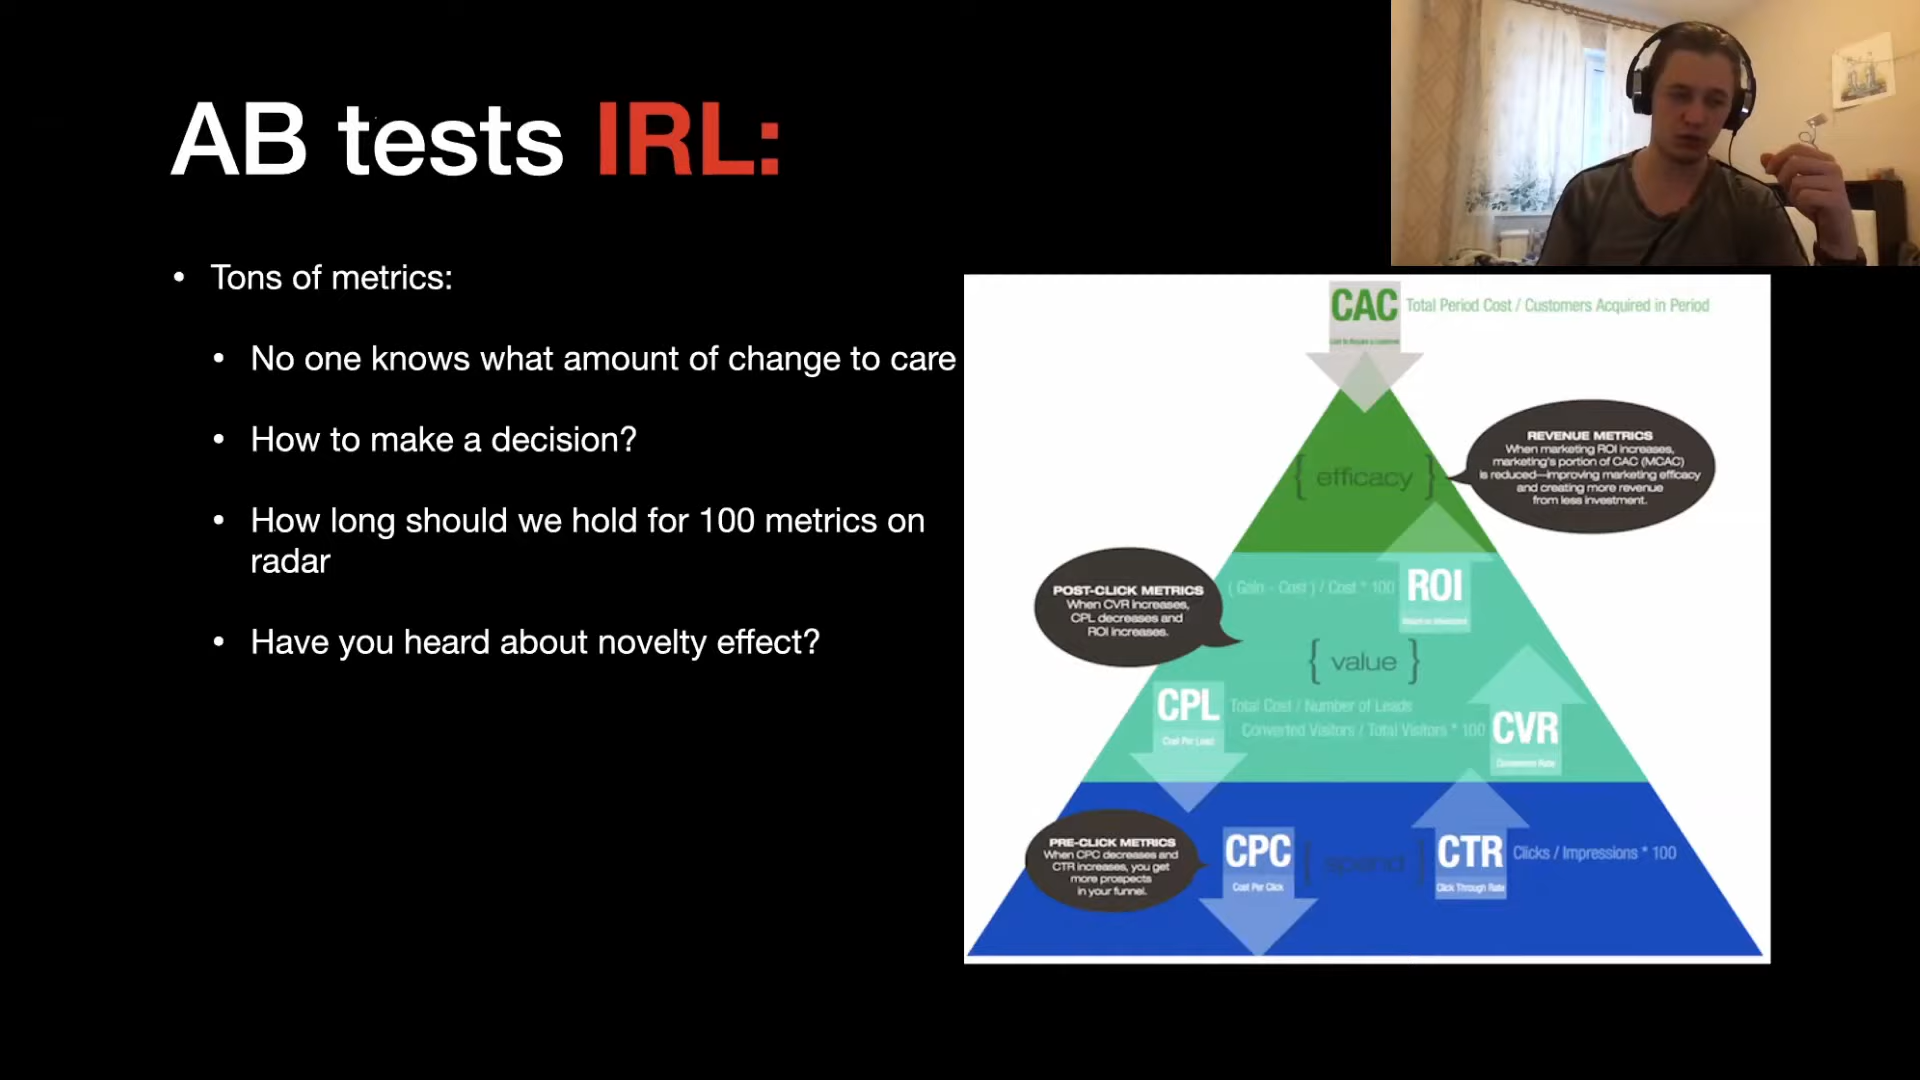 AB tests IRL:
• Tons of metrics:
• No one knows what amount of change to care
• How to make a decision?
• How long should we hold for 100 metrics on
radar
• Have you heard about novelty effect?
CAC
Total Period Cost / Customers Acquired in Period
{ efficacy }
REVENUE METRICS
When marketing ROI increases,
marketing's portion of CAC (MCAC)
is reduced—improving marketing efficacy
and creating more revenue
from less investment.
POST-CLICK METRICS
When CVR increases,
CPL decreases and
ROI increases.
( Gain - Cost ) / Cost * 100
ROI
{ value }
CPL
Cost Per Lead
Total Cost / Number of Leads
Converted Visitors / Total Visitors * 100
CVR
Conversion Rate
PRE-CLICK METRICS
When CPC decreases and
CTR increases, you get
more prospects
in your funnel.
CPC
Cost Per Click
{ spend }
CTR
Click Through Rate
Clicks / Impressions * 100